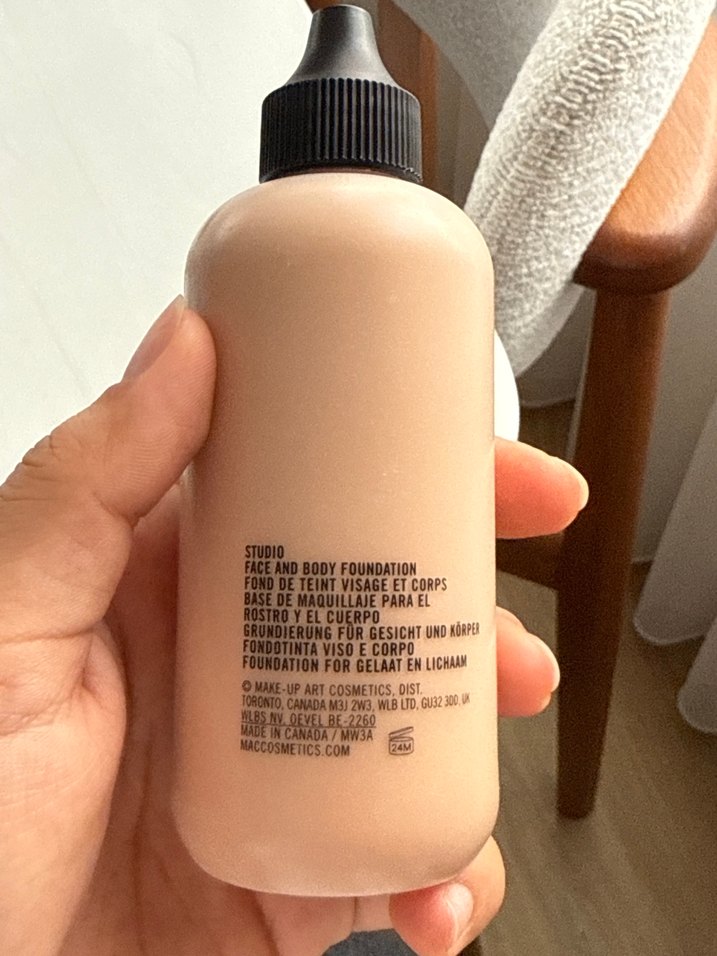 STUDIO
FACE AND BODY FOUNDATION
FOND DE TEINT VISAGE ET CORPS
BASE DE MAQUILLAJE PARA EL
ROSTRO Y EL CUERPO
GRUNDIERUNG FÜR GESICHT UND KÖRPER
FONDOTINTA VISO E CORPO
FOUNDATION FOR GELAAT EN LICHAAM
© MAKE-UP ART COSMETICS, DIST.
TORONTO, CANADA M3J 2W3, WLB LTD, GU32 3DD. UK
WLBS NV. OEVEL BE-2260
MADE IN CANADA / MW3A
MACCOSMETICS.COM
24M